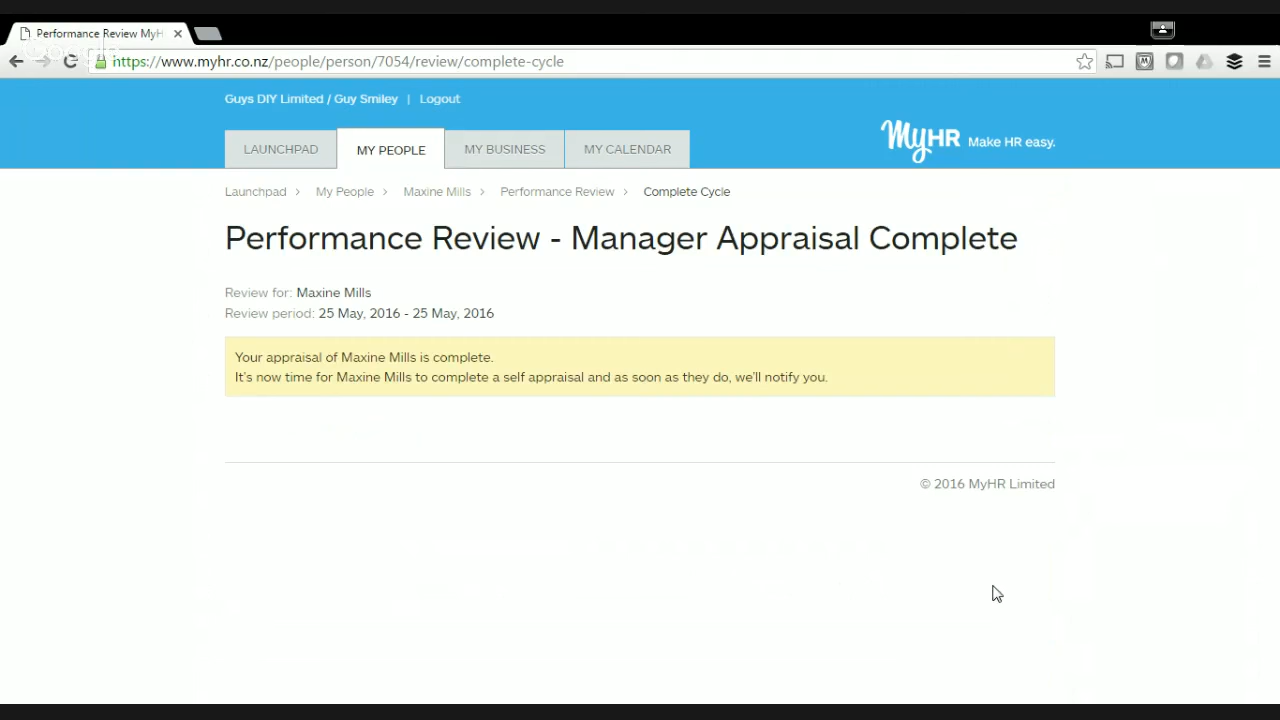 Performance Review MyH
https://www.myhr.co.nz/people/person/7054/review/complete-cycle
Guys DIY Limited / Guy Smiley | Logout
LAUNCHPAD MY PEOPLE MY BUSINESS MY CALENDAR
MyHR Make HR easy.
Launchpad > My People > Maxine Mills > Performance Review > Complete Cycle
Performance Review - Manager Appraisal Complete
Review for: Maxine Mills
Review period: 25 May, 2016 - 25 May, 2016
Your appraisal of Maxine Mills is complete.
It's now time for Maxine Mills to complete a self appraisal and as soon as they do, we'll notify you.
© 2016 MyHR Limited